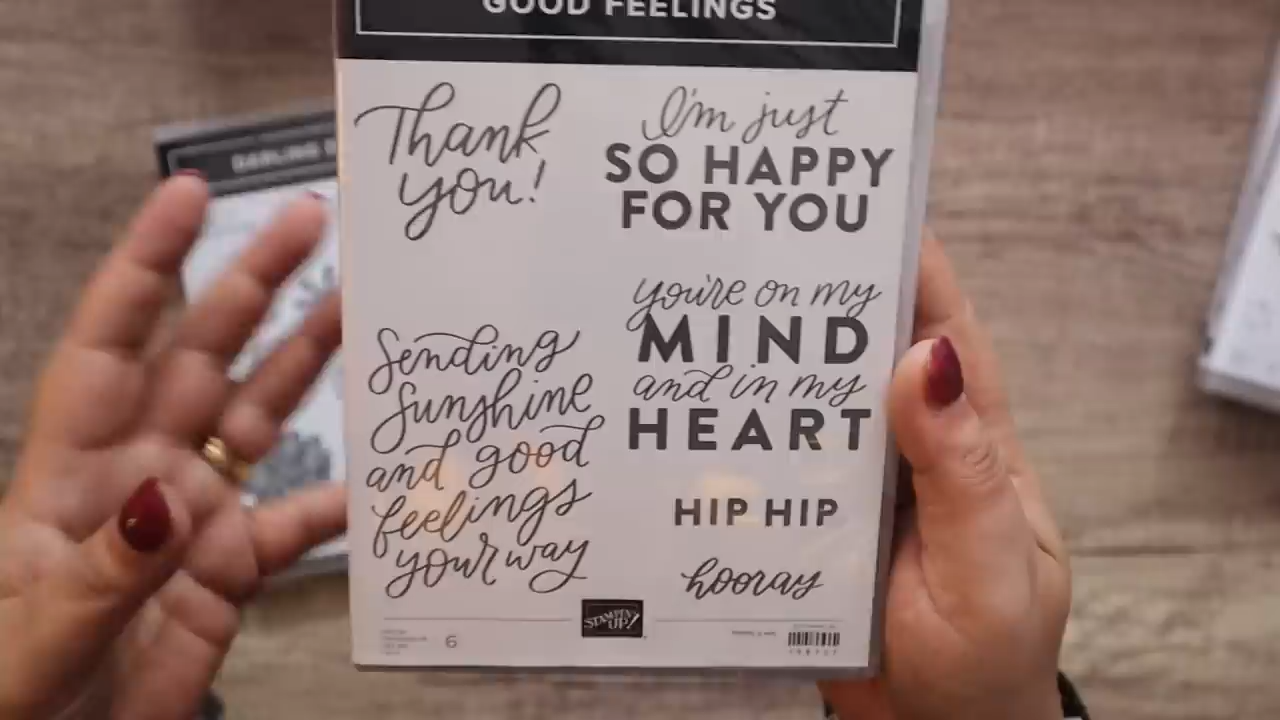 GOOD FEELINGS
DARLING
Thank
you!
I'm just
SO HAPPY
FOR YOU
you're on my
MIND
and in my
HEART
Sending
Sunshine
and good
feelings
your way
HIP HIP
hooray
STAMPIN' UP!
6